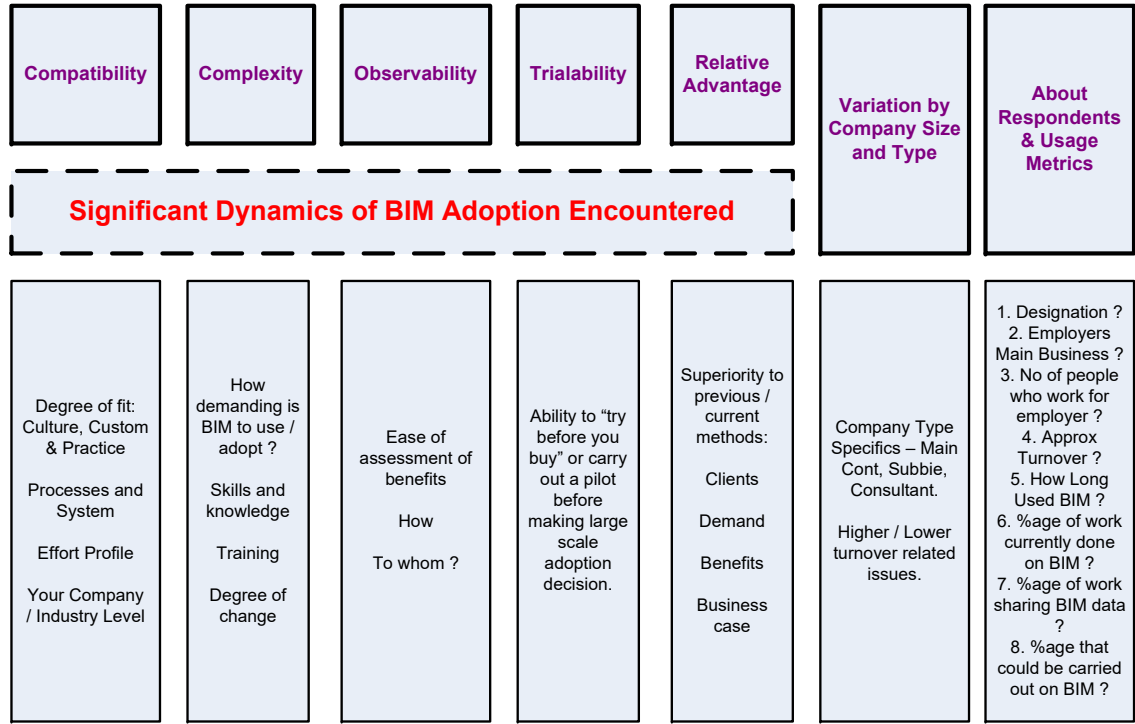 Compatibility
Complexity
Observability
Trialability
Relative
Advantage
Variation by
Company Size
and Type
About
Respondents
& Usage
Metrics
Significant Dynamics of BIM Adoption Encountered
Degree of fit:
Culture, Custom
& Practice
Processes and
System
Effort Profile
Your Company
/ Industry Level
How
demanding is
BIM to use /
adopt ?
Skills and
knowledge
Training
Degree of
change
Ease of
assessment of
benefits
How
To whom ?
Ability to “try
before you
buy” or carry
out a pilot
before
making large
scale
adoption
decision.
Superiority to
previous /
current
methods:
Clients
Demand
Benefits
Business
case
Company Type
Specifics – Main
Cont, Subbie,
Consultant.
Higher / Lower
turnover related
issues.
1. Designation ?
2. Employers
Main Business ?
3. No of people
who work for
employer ?
4. Approx
Turnover ?
5. How Long
Used BIM ?
6. %age of work
currently done
on BIM ?
7. %age of work
sharing BIM data
?
8. %age that
could be carried
out on BIM ?